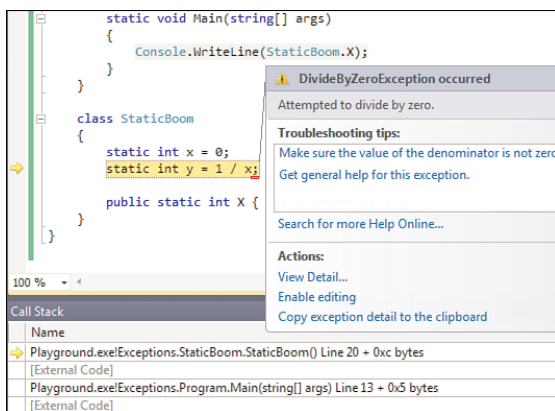 static void Main(string[] args)
{
Console.WriteLine(StaticBoom.X);
}
}
class StaticBoom
{
static int x = 0;
static int y = 1 / x;
public static int X {
}
}
DivideByZeroException occurred
Attempted to divide by zero.
Troubleshooting tips:
Make sure the value of the denominator is not zero
Get general help for this exception.
Search for more Help Online...
Actions:
View Detail...
Enable editing
Copy exception detail to the clipboard
100 %
Call Stack
Name
Playground.exe!Exceptions.StaticBoom.StaticBoom() Line 20 + 0xc bytes
[External Code]
Playground.exe!Exceptions.Program.Main(string[] args) Line 13 + 0x5 bytes
[External Code]